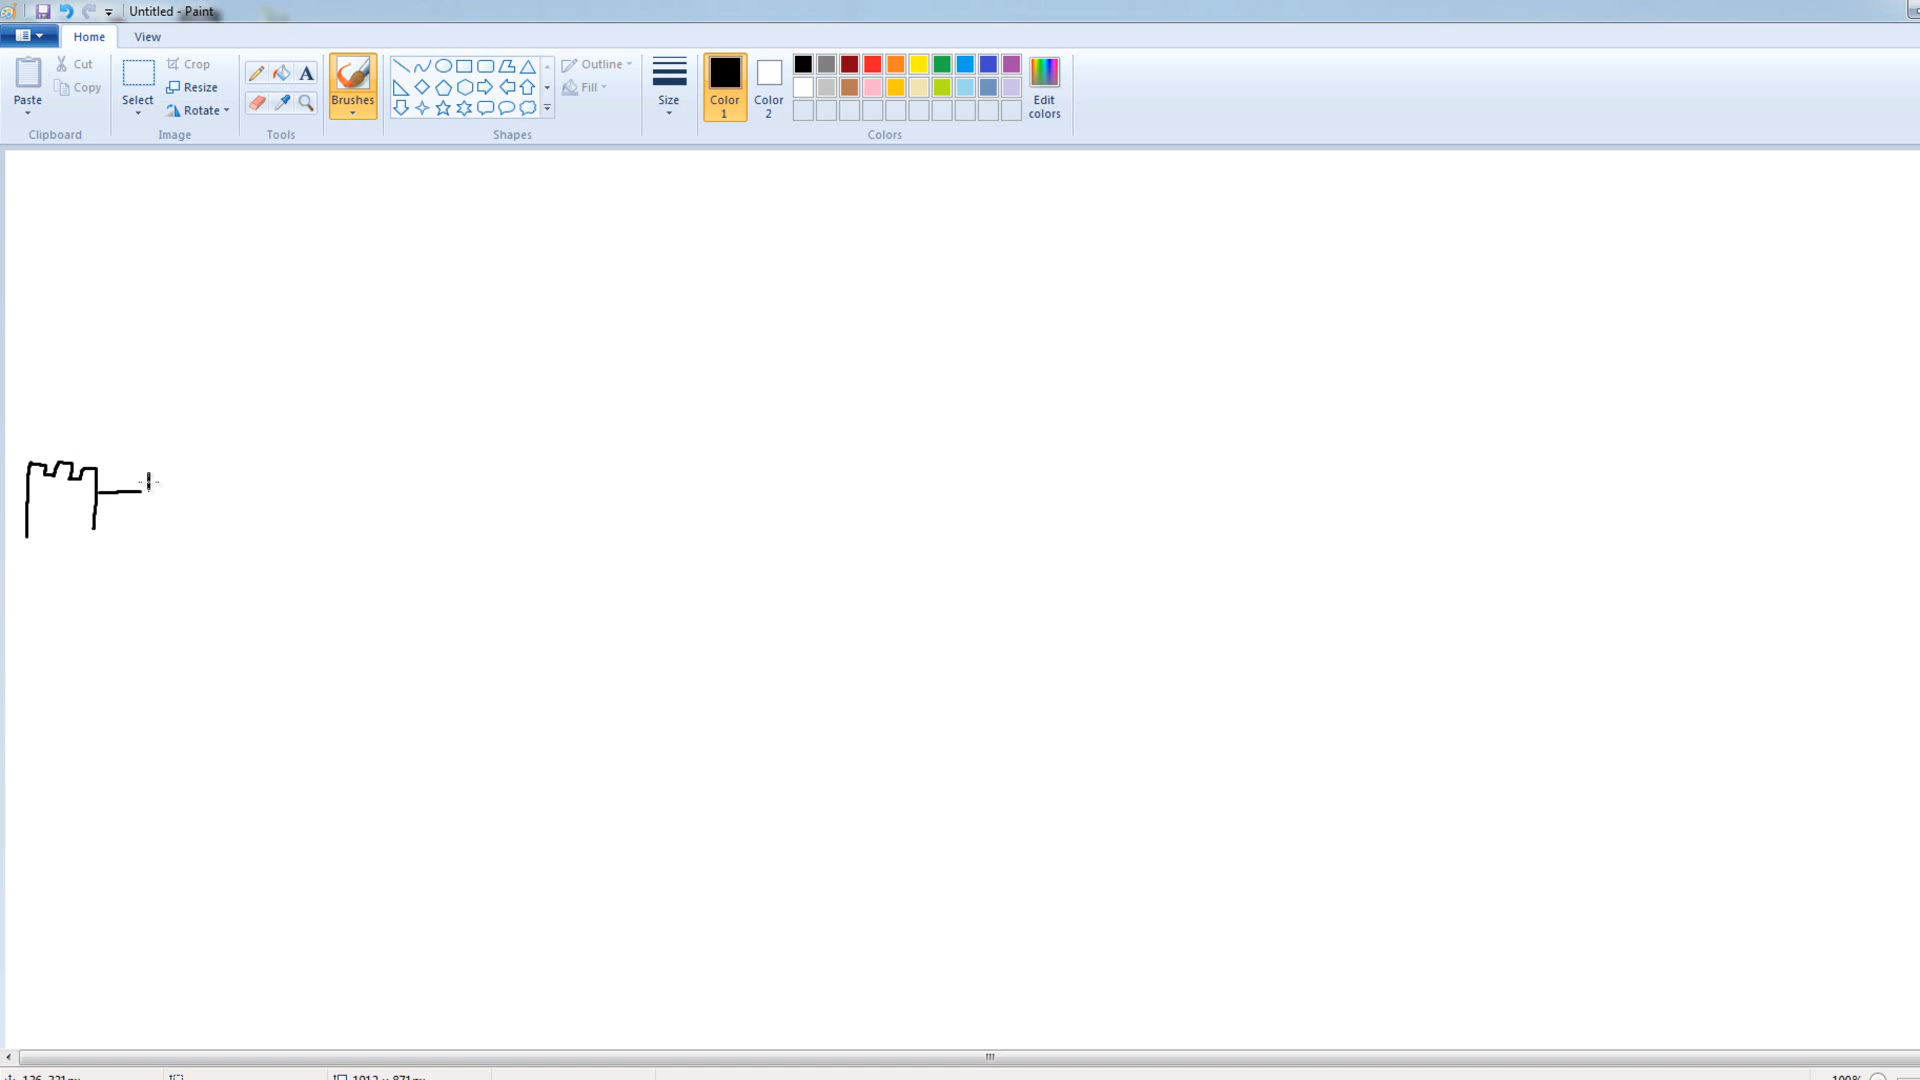 Untitled - Paint
Home View
Paste
Cut
Copy
Clipboard
Select
Crop
Resize
Rotate
Image
A
Tools
Brushes
Shapes
Outline
Fill
Size
Color 1
Color 2
Edit colors
Colors